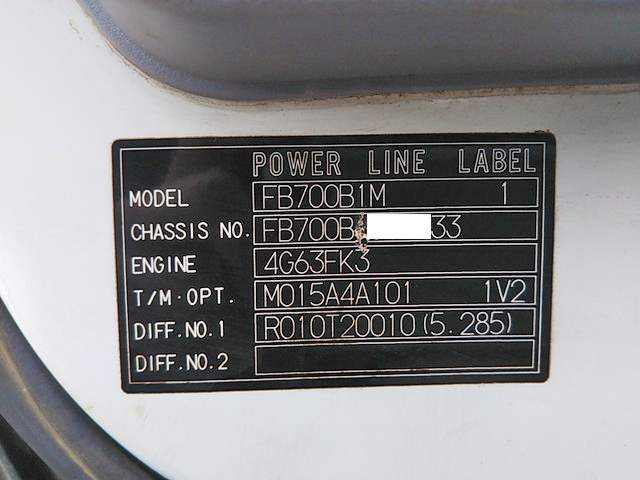 POWER LINE LABEL
MODEL FB700B1M 1
CHASSIS NO. FB700B 33
ENGINE 4G63FK3
T/M·OPT. M015A4A101 1V2
DIFF.NO.1 R010T20010(5.285)
DIFF.NO.2